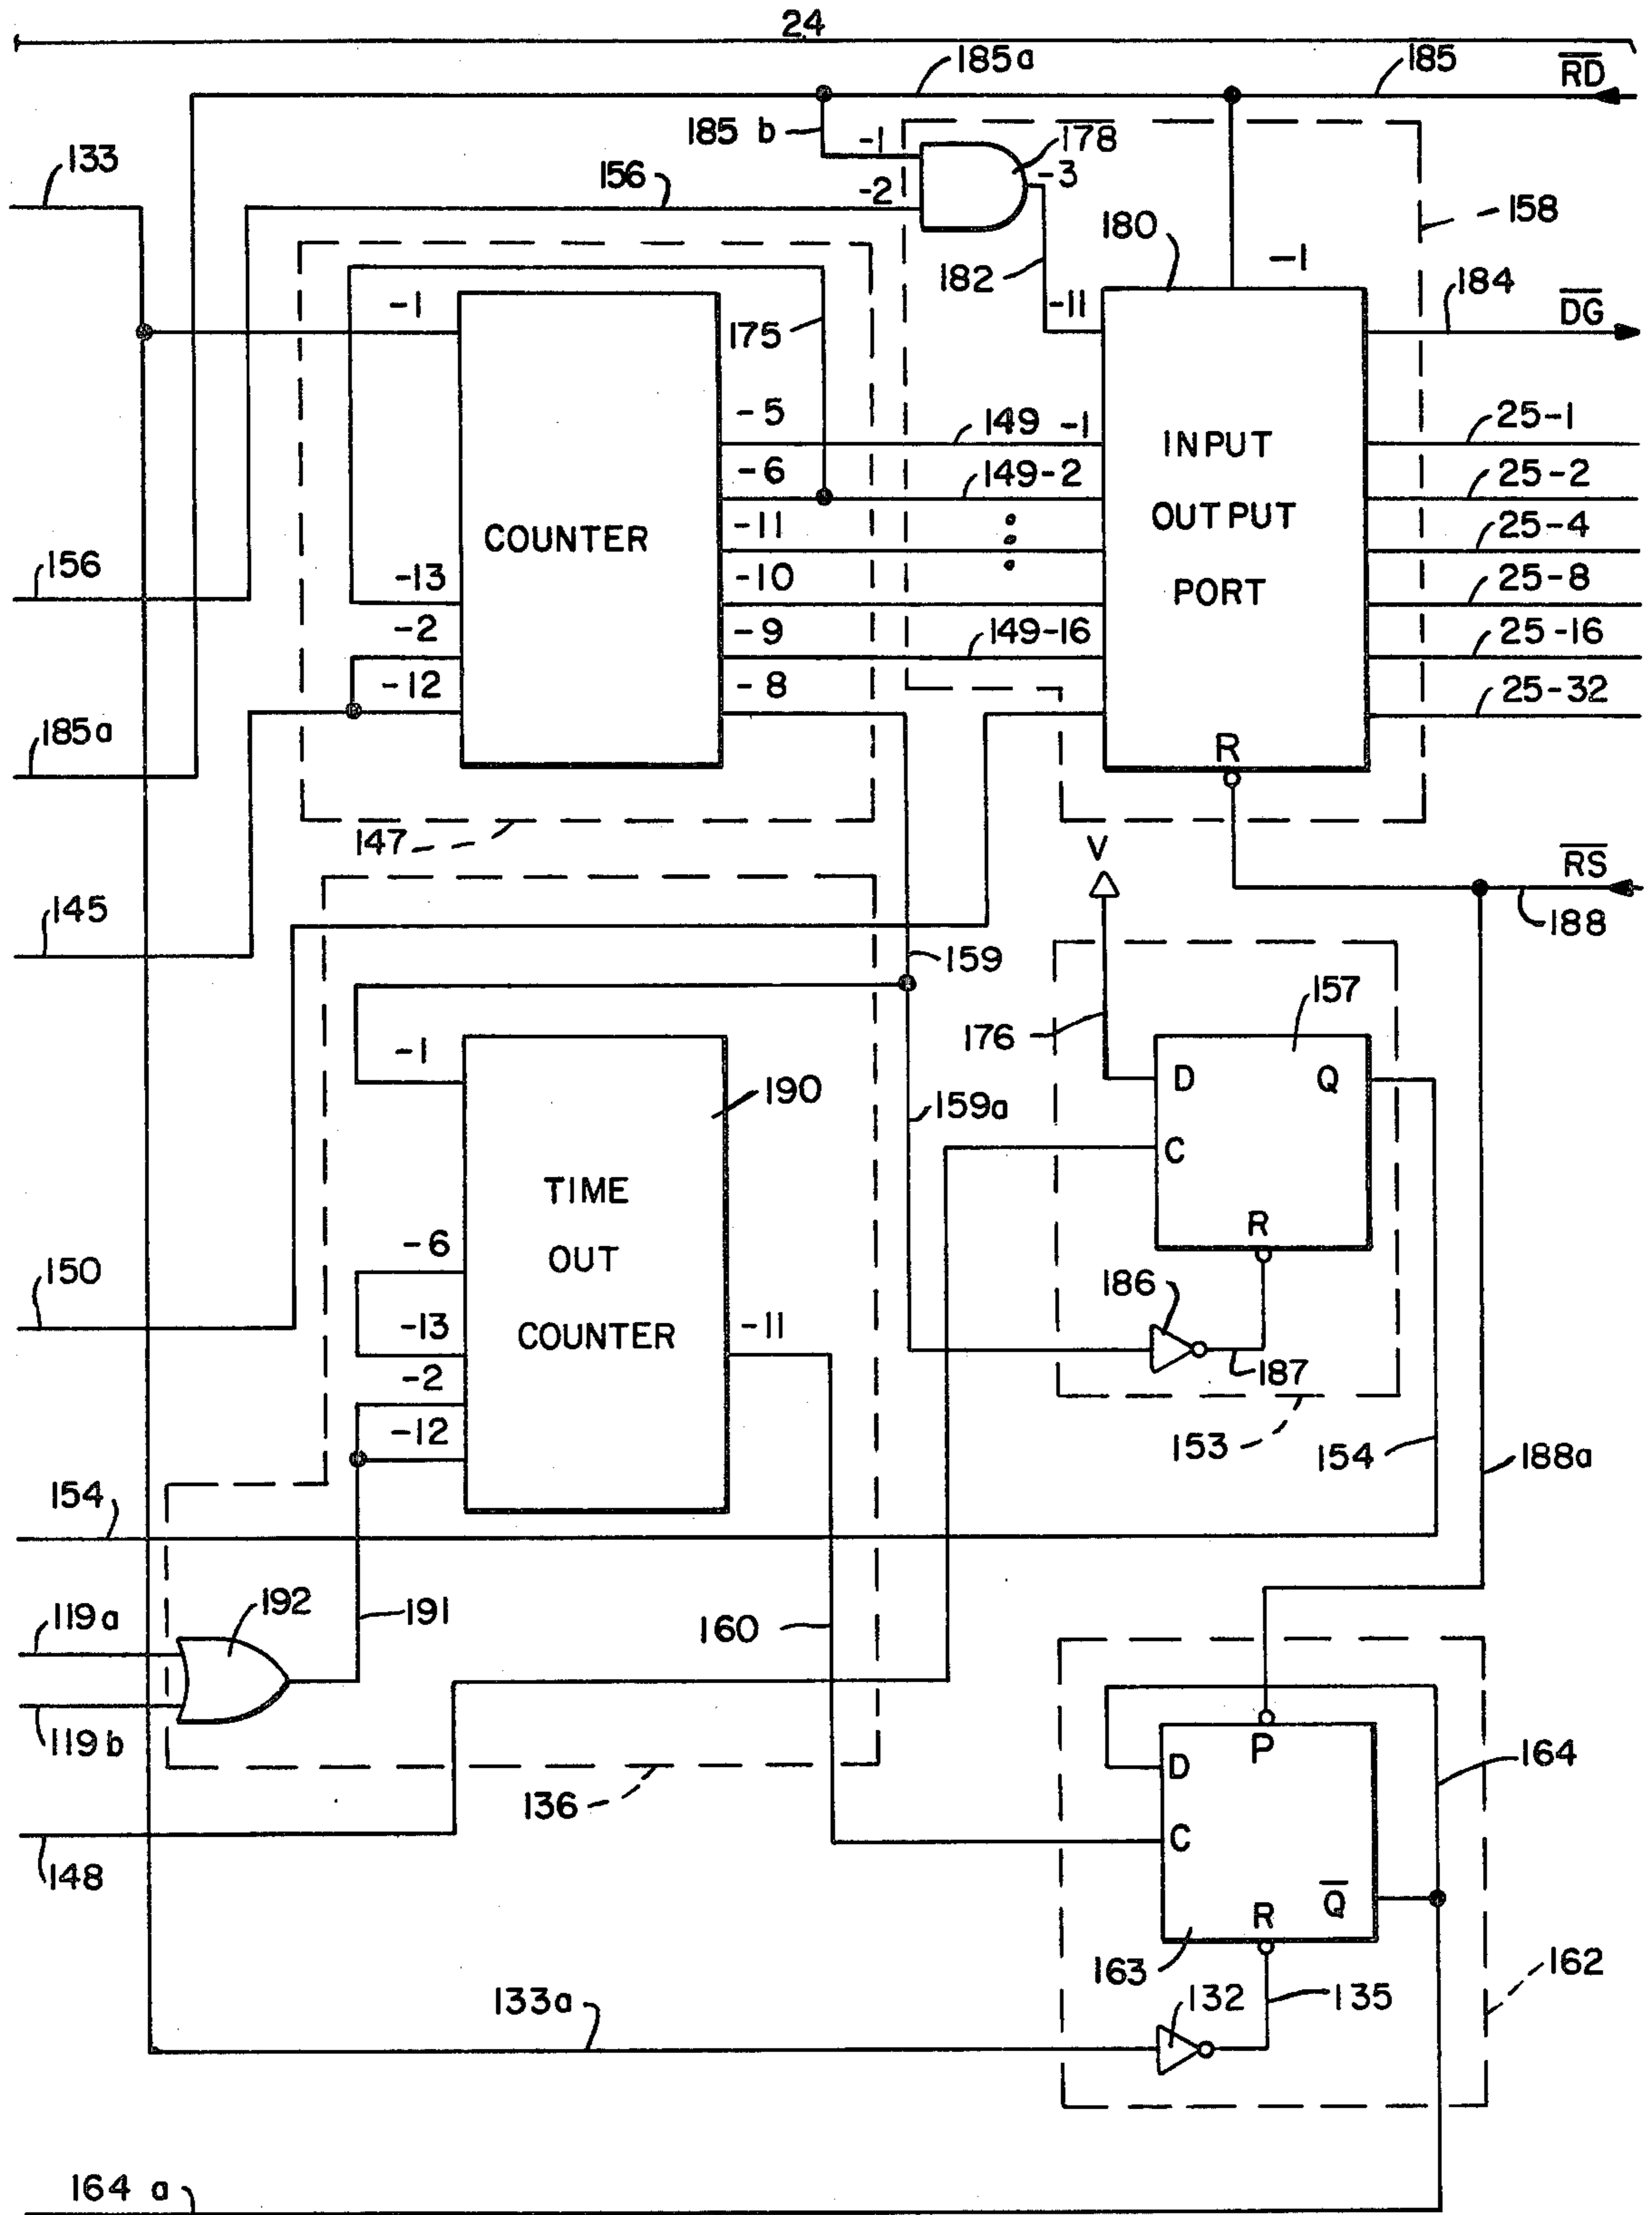 24
185a
185
R̅D̅
185 b
-1
178
133
156
-2
-3
158
180
-1
182
184
-1
-11
D̅G̅
175
-5
149 -1
INPUT
25-1
-6
149-2
25-2
COUNTER
-11
OUTPUT
25-4
156
-13
-10
PORT
25-8
-2
-9
149-16
25-16
-12
-8
25-32
185a
R
147
V
R̅S̅
145
188
159
157
176
-1
190
D
Q
159a
C
TIME
R
-6
OUT
150
186
-13
COUNTER
-11
-2
187
-12
153
154
188a
154
119a
192
191
160
119b
P
164
D
136
C
148
Q̅
R
163
162
133a
132
135
164 a